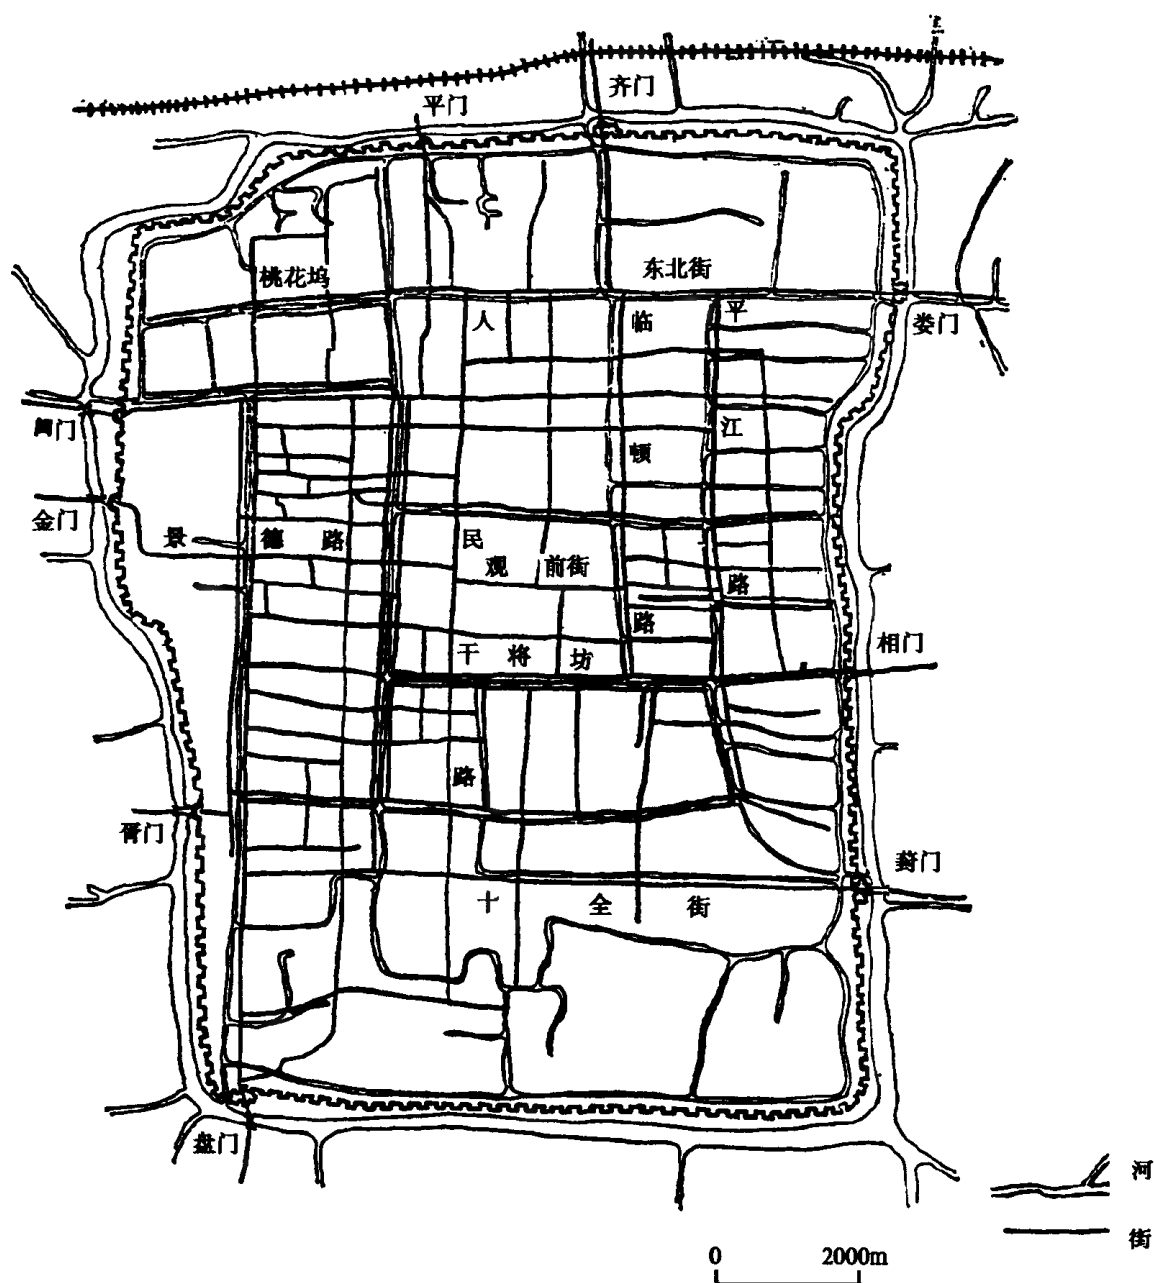 齐门
平门
东北街
桃花坞
人
临
平
娄门
阊门
江
顿
金门
景
德
路
民
观
前街
路
路
相门
干
将
坊
路
胥门
葑门
十
全
街
盘门
河
街
0
2000m